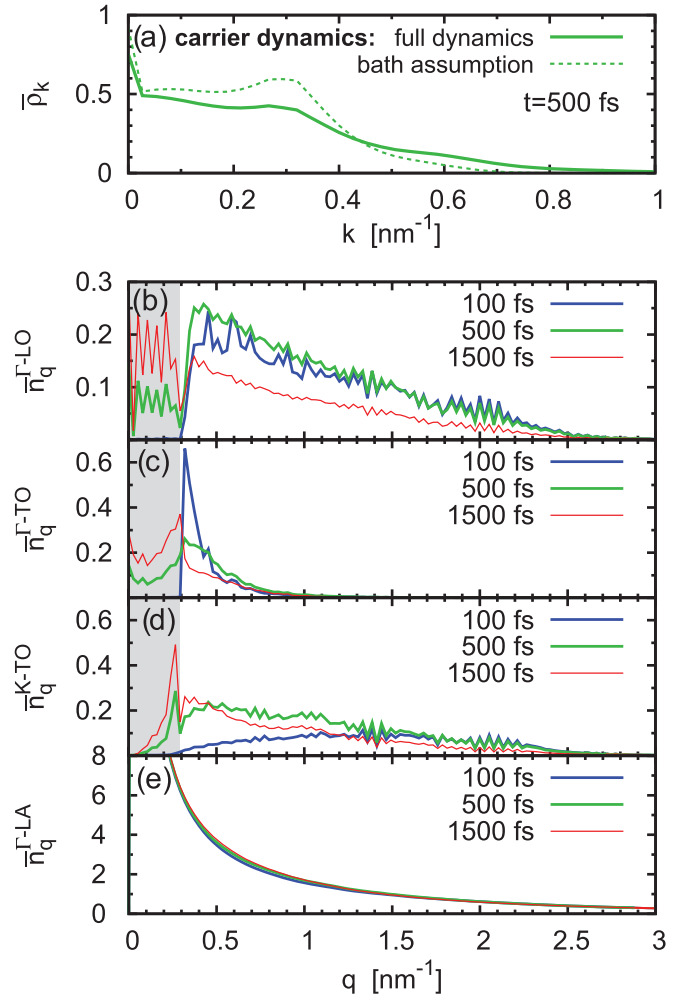 (a) carrier dynamics: full dynamics
bath assumption
t=500 fs
ρ̅k
1
0.5
0
0 0.2 0.4 0.6 0.8 1
k [nm-1]
(b)
100 fs
500 fs
1500 fs
n̅qΓ-LO
0.3
0.2
0.1
(c)
100 fs
500 fs
1500 fs
n̅qΓ-TO
0.6
0.4
0.2
(d)
100 fs
500 fs
1500 fs
n̅qK-TO
0.6
0.4
0.2
(e)
100 fs
500 fs
1500 fs
n̅qΓ-LA
8
6
4
2
0
0 0.5 1 1.5 2 2.5 3
q [nm-1]